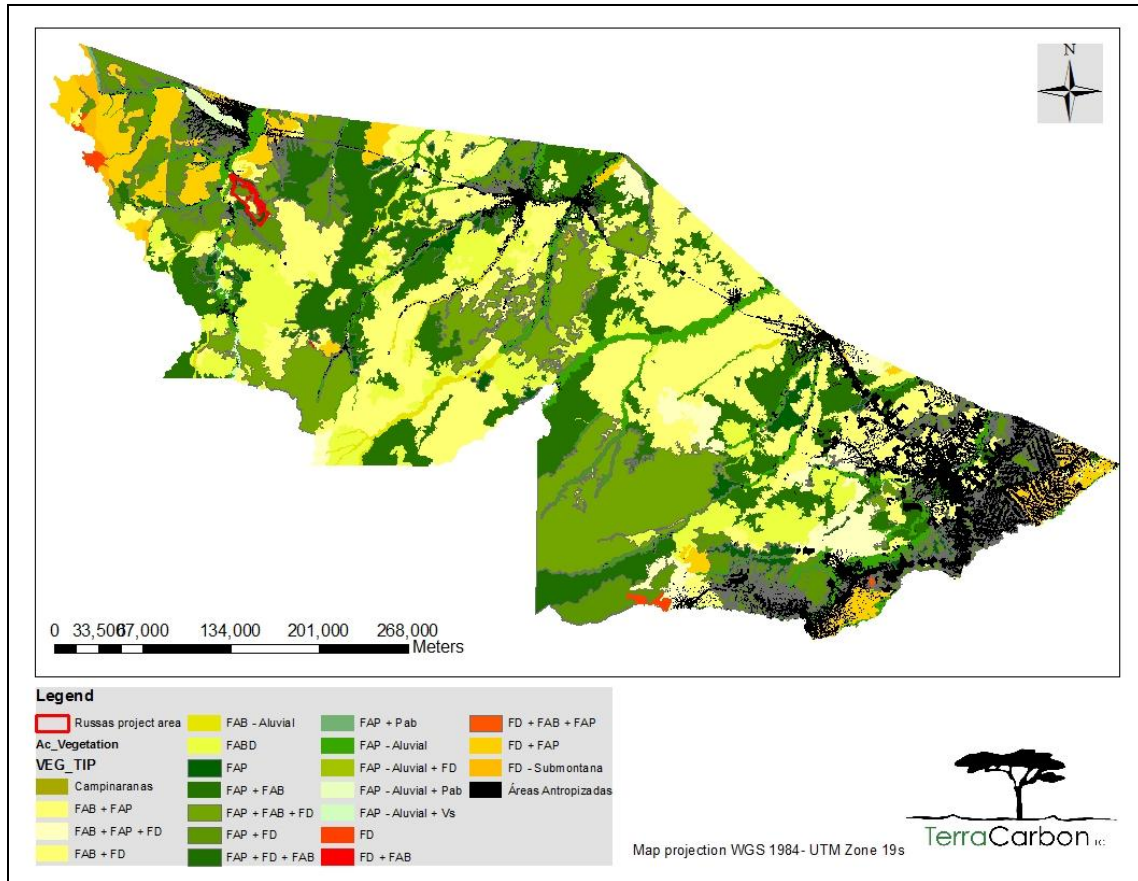 N
0 33,50067,000 134,000 201,000 268,000
Meters
Legend
Russas project area
Ac_Vegetation
VEG_TIP
Campinaranas
FAB + FAP
FAB + FAP + FD
FAB + FD
FAB - Aluvial
FABD
FAP
FAP + FAB
FAP + FAB + FD
FAP + FD
FAP + FD + FAB
FAP + Pab
FAP - Aluvial
FAP - Aluvial + FD
FAP - Aluvial + Pab
FAP - Aluvial + Vs
FD
FD + FAB
FD + FAB + FAP
FD + FAP
FD - Submontana
Áreas Antropizadas
Map projection WGS 1984- UTM Zone 19s
TerraCarbon